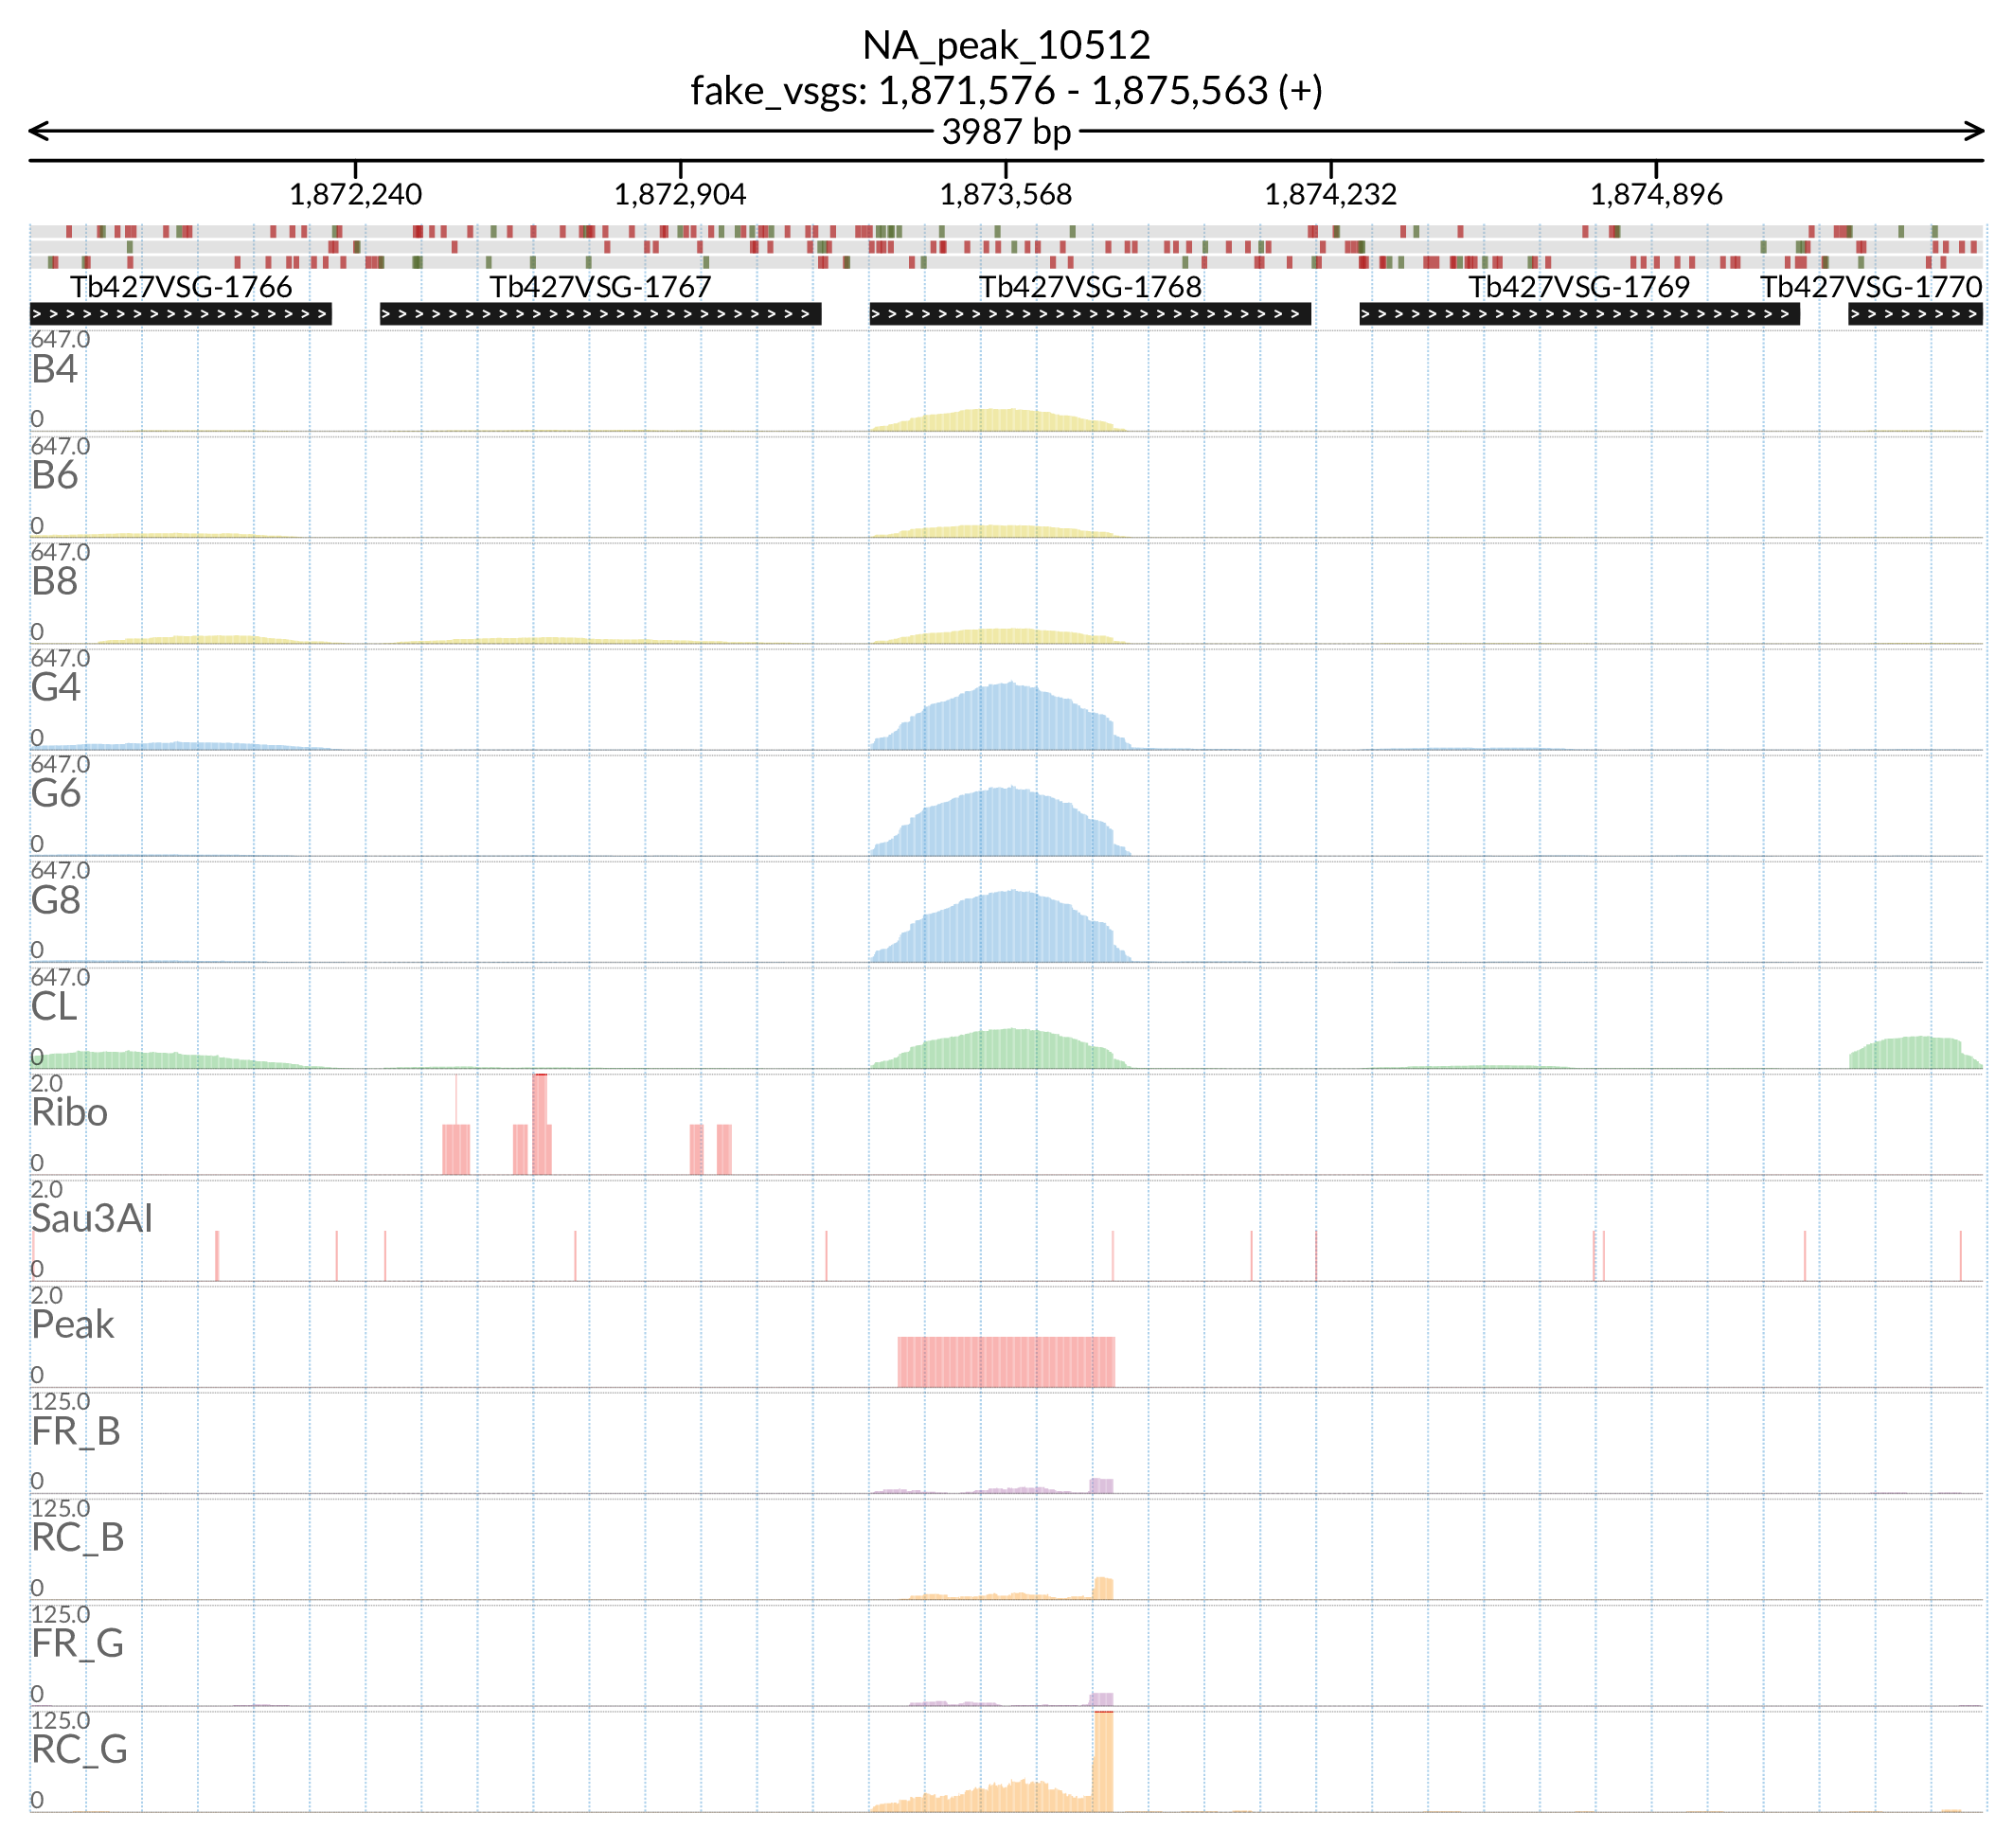 NA_peak_10512
fake_vsgs: 1,871,576 - 1,875,563 (+)
3987 bp
1,872,240 1,872,904 1,873,568 1,874,232 1,874,896
Tb427VSG-1766 Tb427VSG-1767 Tb427VSG-1768 Tb427VSG-1769 Tb427VSG-1770
647.0
B4
0
647.0
B6
0
647.0
B8
0
647.0
G4
0
647.0
G6
0
647.0
G8
0
647.0
CL
0
2.0
Ribo
0
2.0
Sau3AI
0
2.0
Peak
0
125.0
FR_B
0
125.0
RC_B
0
125.0
FR_G
0
125.0
RC_G
0